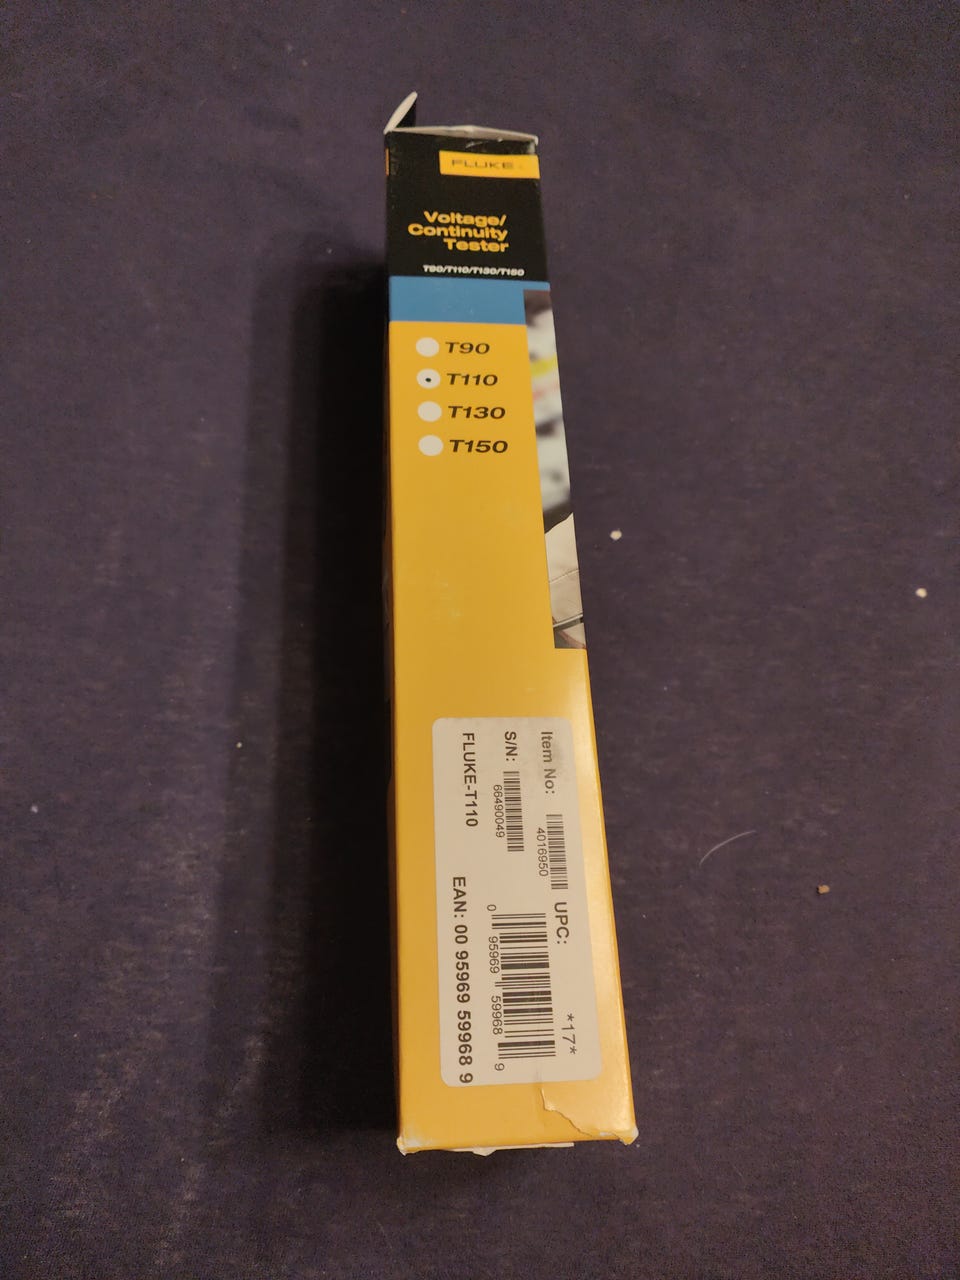 FLUKE
Voltage/
Continuity
Tester
T90/T110/T130/T150
T90
T110
T130
T150
Item No:
4016950
S/N:
66490049
FLUKE-T110
UPC:
*17*
0 95969 59968 9
EAN: 00 95969 59968 9